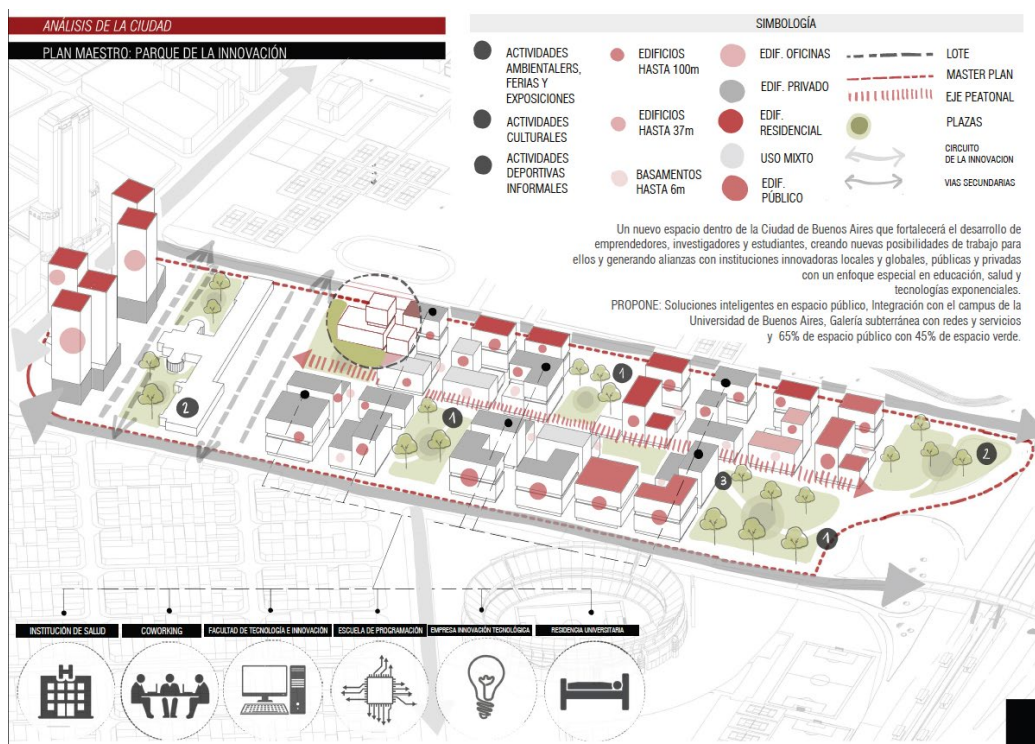 ANÁLISIS DE LA CIUDAD
PLAN MAESTRO: PARQUE DE LA INNOVACIÓN
SIMBOLOGÍA
ACTIVIDADES
AMBIENTALERS,
FERIAS Y
EXPOSICIONES
ACTIVIDADES
CULTURALES
ACTIVIDADES
DEPORTIVAS
INFORMALES
EDIFICIOS
HASTA 100m
EDIFICIOS
HASTA 37m
BASAMENTOS
HASTA 6m
EDIF. OFICINAS
EDIF. PRIVADO
EDIF.
RESIDENCIAL
USO MIXTO
EDIF.
PÚBLICO
LOTE
MASTER PLAN
EJE PEATONAL
PLAZAS
CIRCUITO
DE LA INNOVACION
VIAS SECUNDARIAS
Un nuevo espacio dentro de la Ciudad de Buenos Aires que fortalecerá el desarrollo de
emprendedores, investigadores y estudiantes, creando nuevas posibilidades de trabajo para
ellos y generando alianzas con instituciones innovadoras locales y globales, públicas y privadas
con un enfoque especial en educación, salud y
tecnologías exponenciales.
PROPONE: Soluciones inteligentes en espacio público, Integración con el campus de la
Universidad de Buenos Aires, Galería subterránea con redes y servicios
y 65% de espacio público con 45% de espacio verde.
1
2
1
2
3
1
INSTITUCIÓN DE SALUD
COWORKING
FACULTAD DE TECNOLOGÍA E INNOVACIÓN
ESCUELA DE PROGRAMACIÓN
EMPRESA INNOVACIÓN TECNOLÓGICA
RESIDENCIA UNIVERSITARIA
H